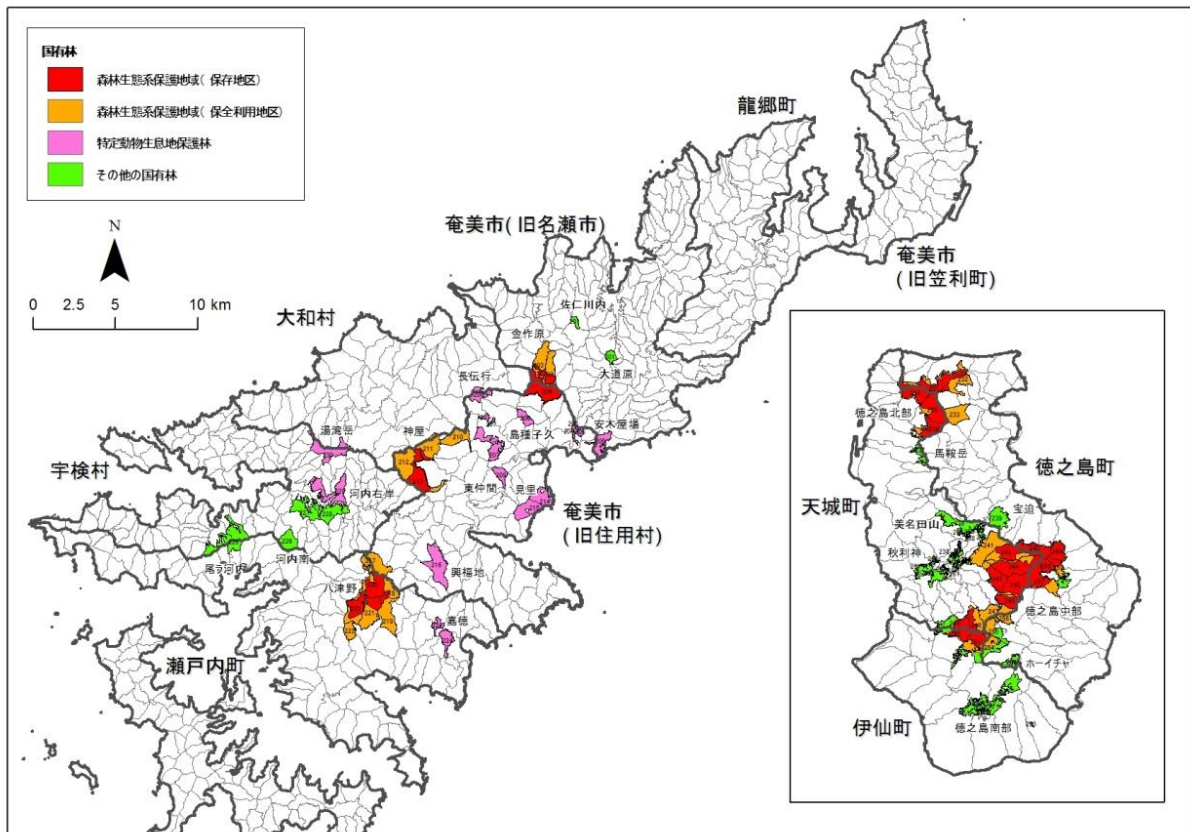 国有林
森林生態系保護地域( 保存地区)
森林生態系保護地域( 保全利用地区)
特定動物生息地保護林
その他の国有林
N
0 2.5 5 10 km
龍郷町
奄美市( 旧名瀬市)
奄美市
( 旧笠利町)
大和村
佐仁川内
金作原
大道原
長伝行
島種子久
安木屋場
湯湾岳
神屋
210
211
212
宇検村
東仲間
見里
河内右岸
奄美市
( 旧住用村)
河内南
尾ヲ河内
八津野
興福地
216
221
219
嘉徳
瀬戸内町
徳之島北部
233
馬鞍岳
徳之島町
天城町
宝迫
美名田山
241
秋利神
徳之島中部
ホーイチャ
伊仙町
徳之島南部